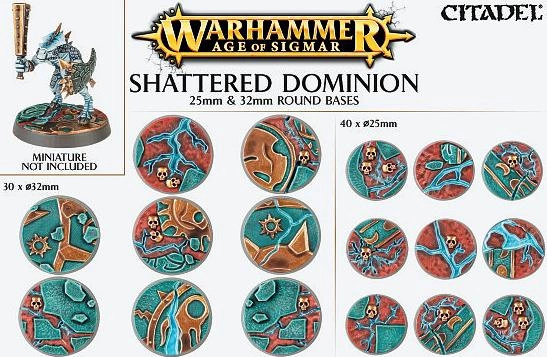 WARHAMMER
AGE OF SIGMAR
CITADEL
SHATTERED DOMINION
25mm & 32mm ROUND BASES
MINIATURE
NOT INCLUDED
30 x ø32mm
40 x ø25mm